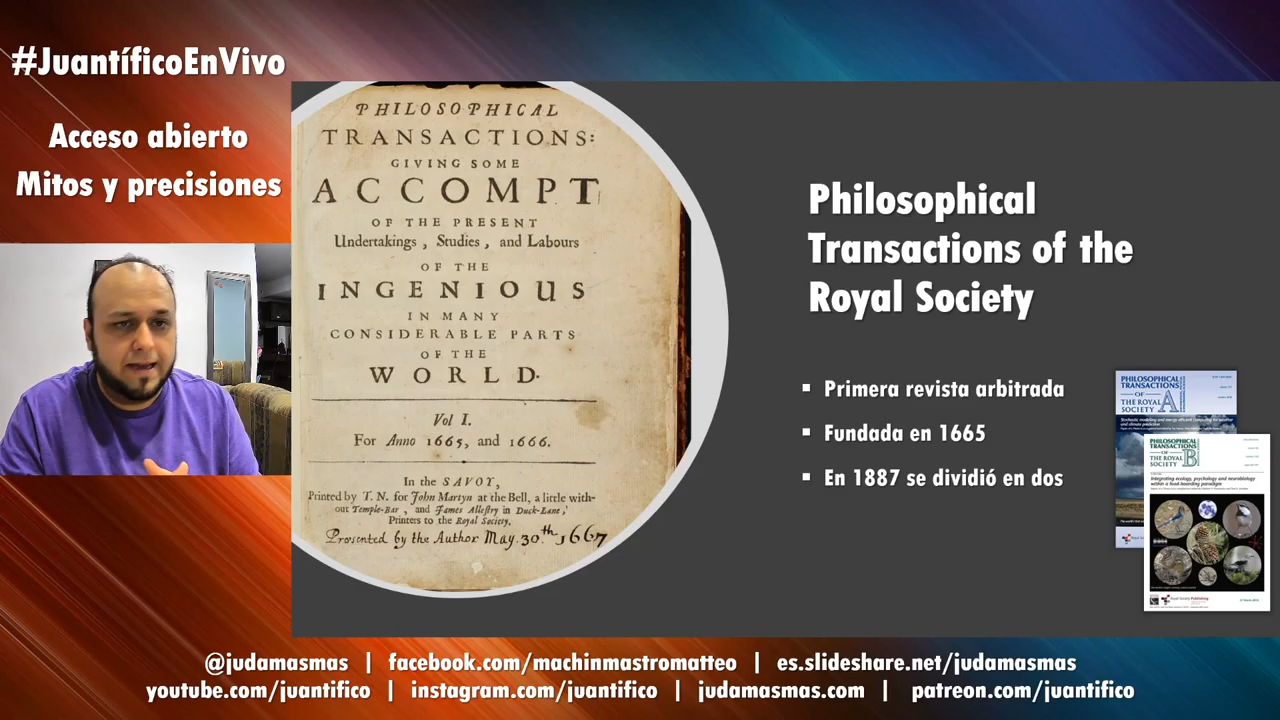 #JuantíficoEnVivo
Acceso abierto
Mitos y precisiones
PHILOSOPHICAL
TRANSACTIONS:
GIVING SOME
ACCOMPT
OF THE PRESENT
Undertakings, Studies, and Labours
OF THE
INGENIOUS
IN MANY
CONSIDERABLE PARTS
OF THE
WORLD.
Vol I.
For Anno 1665, and 1666.
In the SAVOY,
Printed by T. N. for John Martyn at the Bell, a little with-
out Temple-Bar, and James Allestry in Duck-Lane,
Printers to the Royal Society.
Presented by the Author May. 30.th 1667
Philosophical
Transactions of the
Royal Society
▪ Primera revista arbitrada
▪ Fundada en 1665
▪ En 1887 se dividió en dos
PHILOSOPHICAL
TRANSACTIONS
OF THE ROYAL
SOCIETY A
PHILOSOPHICAL
TRANSACTIONS
OF THE ROYAL
SOCIETY B
Integrating ecology, psychology and neurobiology
within a food-hoarding paradigm
@judamasmas | facebook.com/machinmastromatteo | es.slideshare.net/judamasmas
youtube.com/juantifico | instagram.com/juantifico | judamasmas.com | patreon.com/juantifico